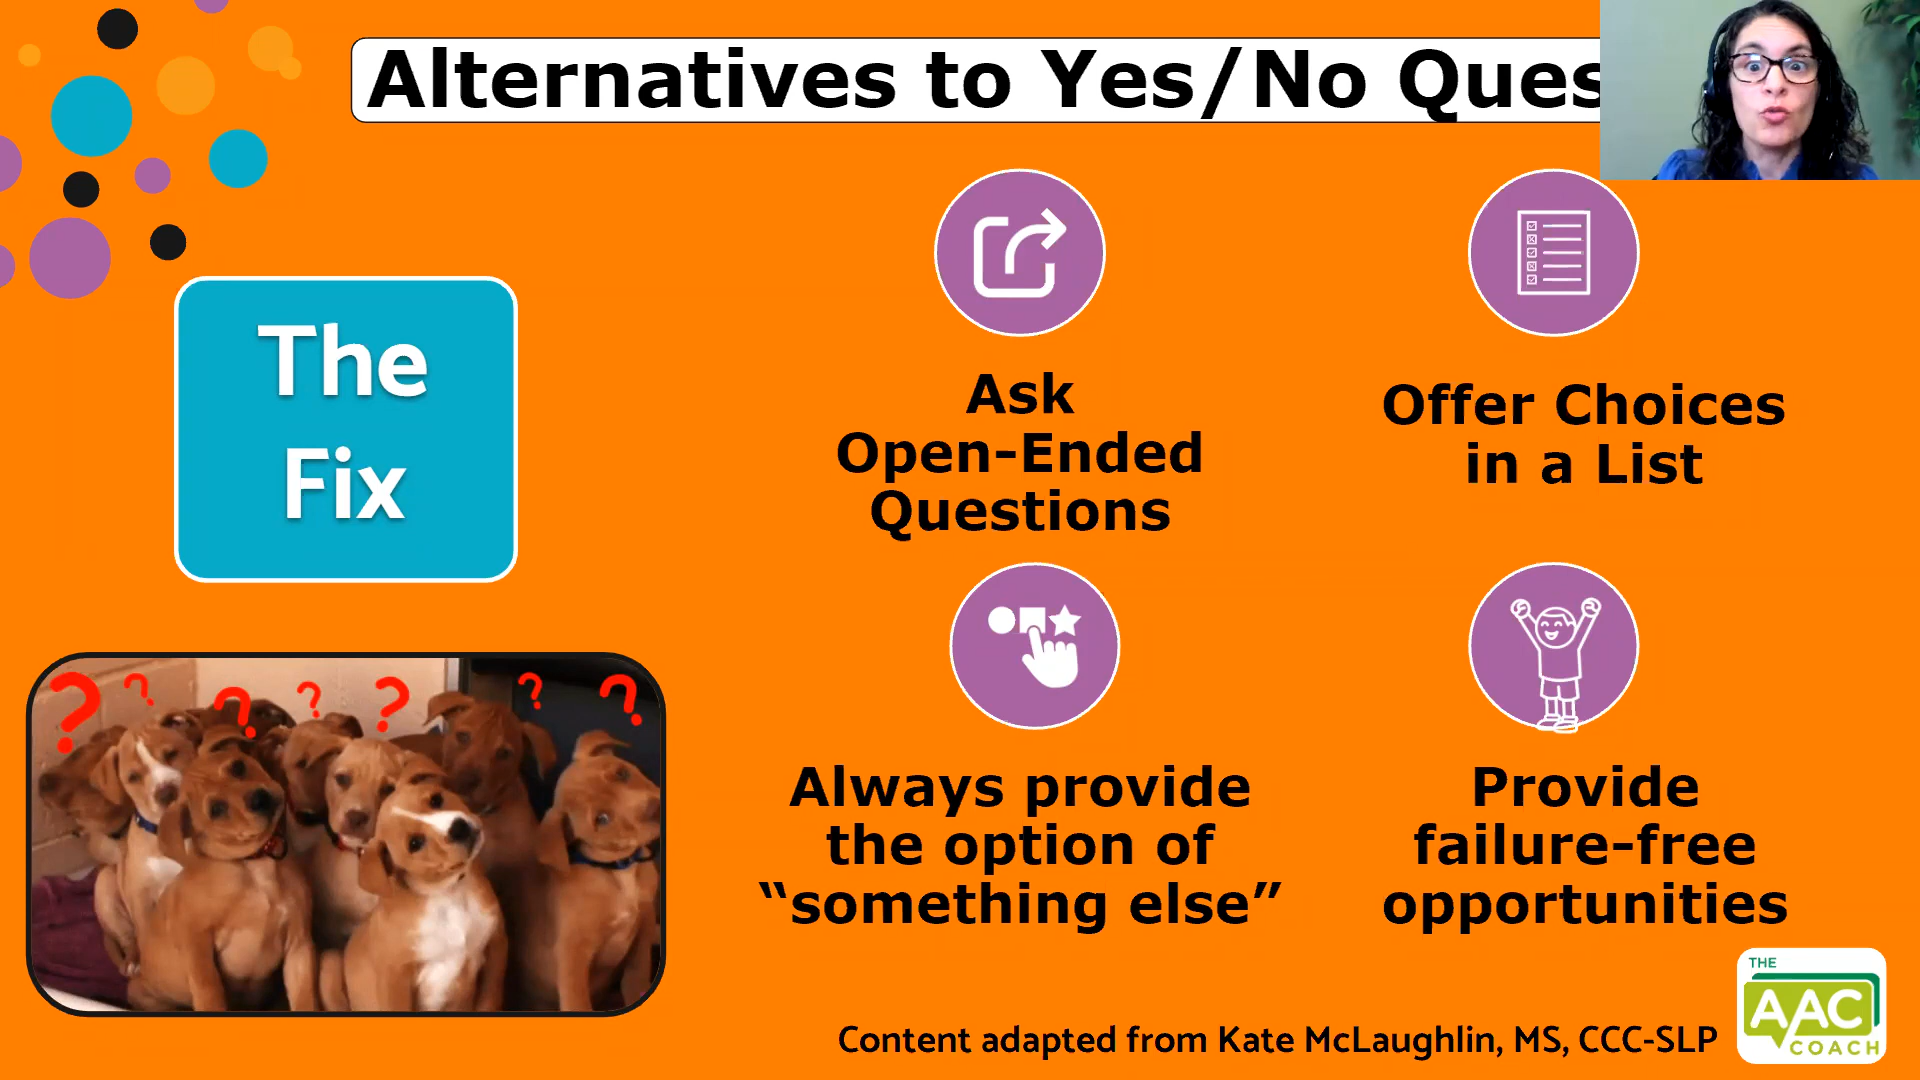 Alternatives to Yes/No Ques
The
Fix
Ask
Open-Ended
Questions
Offer Choices
in a List
? ? ? ? ? ? ?
Always provide
the option of
“something else”
Provide
failure-free
opportunities
Content adapted from Kate McLaughlin, MS, CCC-SLP
THE
AAC
COACH